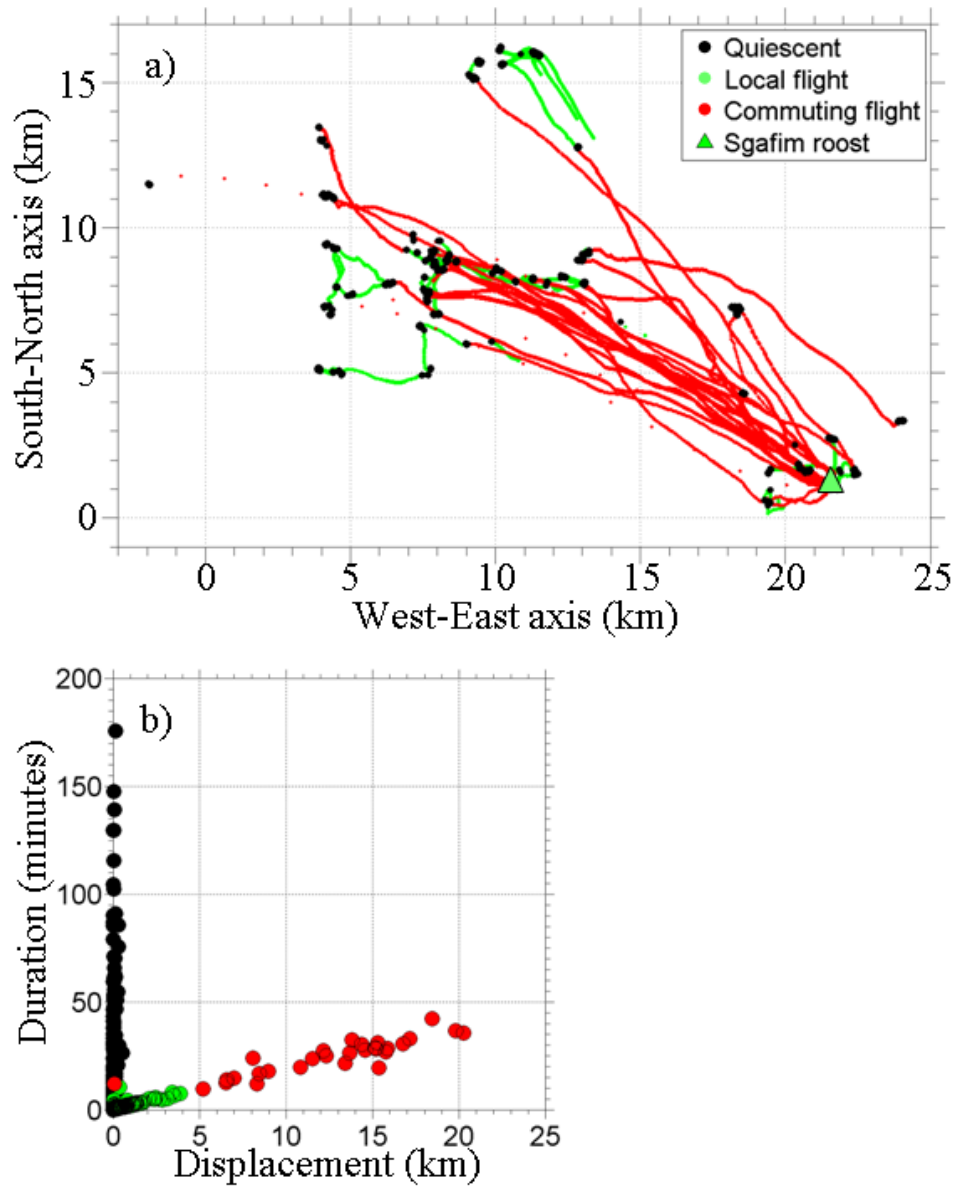 a)
Quiescent
Local flight
Commuting flight
Sgafim roost
South-North axis (km)
15
10
5
0
0 5 10 15 20 25
West-East axis (km)
b)
Duration (minutes)
200
150
100
50
0
0 5 10 15 20 25
Displacement (km)